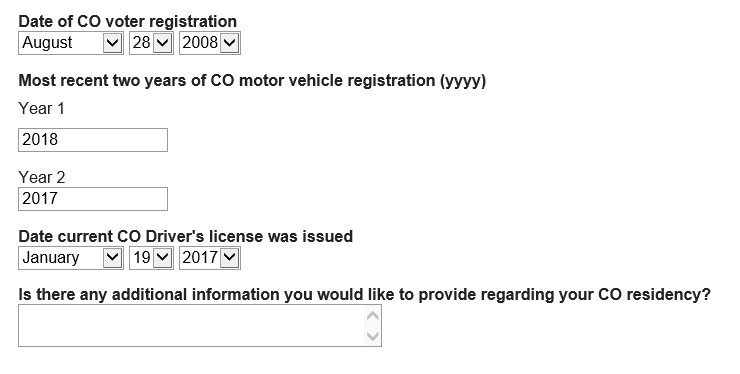 Date of CO voter registration
August 28 2008
Most recent two years of CO motor vehicle registration (yyyy)
Year 1
2018
Year 2
2017
Date current CO Driver's license was issued
January 19 2017
Is there any additional information you would like to provide regarding your CO residency?